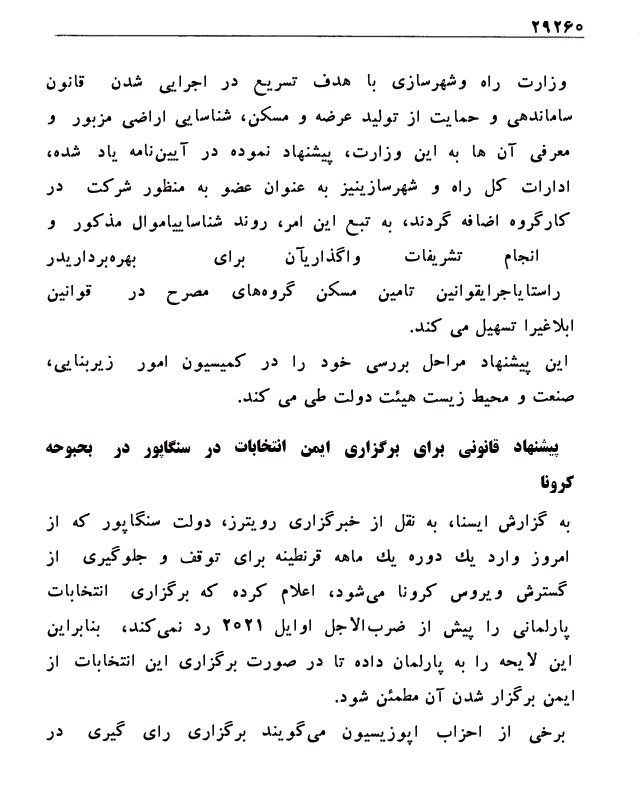 ۲۹۲۶۰
وزارت راه وشهرسازی با هدف تسریع در اجرایی شدن قانون
ساماندهی و حمایت از تولید عرضه و مسکن، شناسایی اراضی مزبور و
معرفی آن ها به این وزارت، پیشنهاد نموده در آیین‌نامه یاد شده،
ادارات کل راه و شهرسازینیز به عنوان عضو به منظور شرکت در
کارگروه اضافه گردند، به تبع این امر، روند شناساییاموال مذکور و
انجام تشریفات واگذاریآن برای بهره‌برداریدر
راستایاجرایقوانین تامین مسکن گروه‌های مصرح در قوانین
ابلاغیرا تسهیل می کند.
این پیشنهاد مراحل بررسی خود را در کمیسیون امور زیربنایی،
صنعت و محیط زیست هیئت دولت طی می کند.
پیشنهاد قانونی برای برگزاری ایمن انتخابات در سنگاپور در بحبوحه
کرونا
به گزارش ایسنا، به نقل از خبرگزاری رویترز، دولت سنگاپور که از
امروز وارد یك دوره یك ماهه قرنطینه برای توقف و جلوگیری از
گسترش ویروس کرونا می‌شود، اعلام کرده که برگزاری انتخابات
پارلمانی را پیش از ضرب‌الاجل اوایل ۲۰۲۱ رد نمی‌کند، بنابراین
این لایحه را به پارلمان داده تا در صورت برگزاری این انتخابات از
ایمن برگزار شدن آن مطمئن شود.
برخی از احزاب اپوزیسیون می‌گویند برگزاری رای گیری در